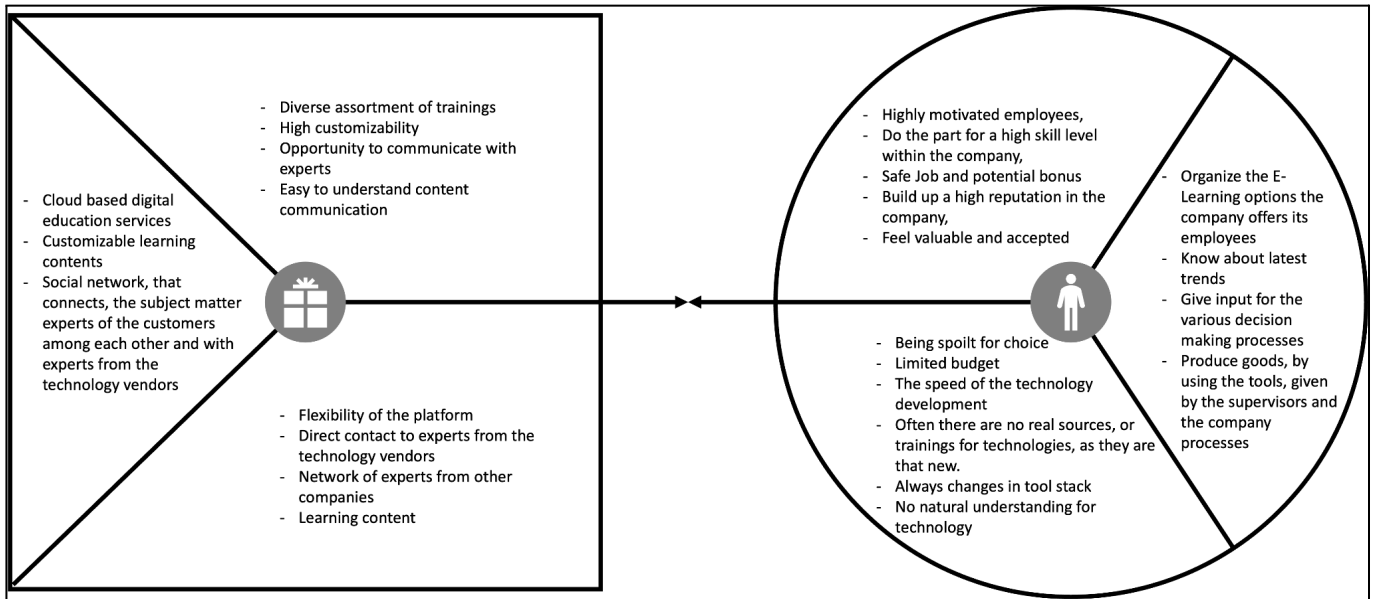 - Diverse assortment of trainings
- High customizability
- Opportunity to communicate with
experts
- Easy to understand content
communication
- Cloud based digital
education services
- Customizable learning
contents
- Social network, that
connects, the subject matter
experts of the customers
among each other and with
experts from the
technology vendors
- Flexibility of the platform
- Direct contact to experts from the
technology vendors
- Network of experts from other
companies
- Learning content
- Highly motivated employees,
- Do the part for a high skill level
within the company,
- Safe Job and potential bonus
- Build up a high reputation in the
company,
- Feel valuable and accepted
- Being spoilt for choice
- Limited budget
- The speed of the technology
development
- Often there are no real sources, or
trainings for technologies, as they are
that new.
- Always changes in tool stack
- No natural understanding for
technology
- Organize the E-
Learning options the
company offers its
employees
- Know about latest
trends
- Give input for the
various decision
making processes
- Produce goods, by
using the tools, given
by the supervisors and
the company
processes